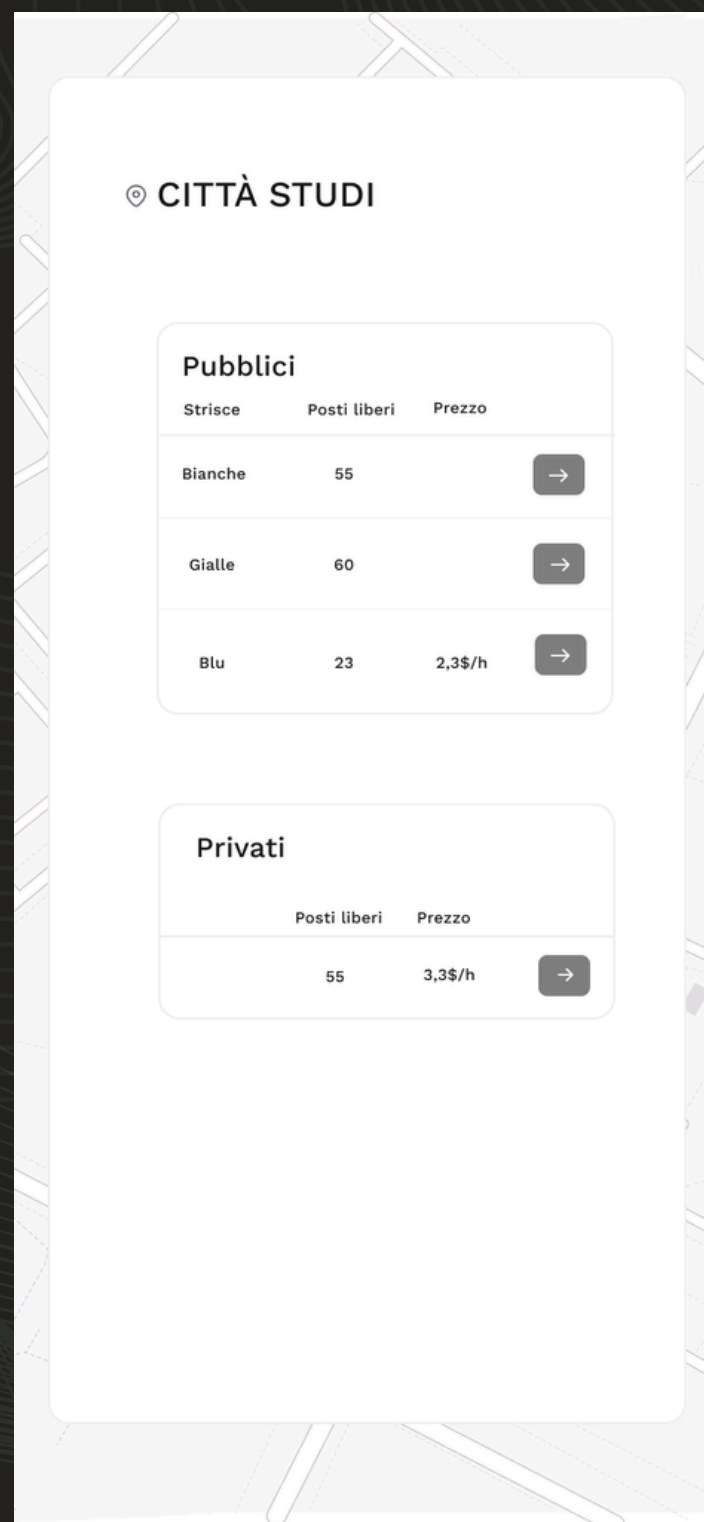 CITTÀ STUDI
Pubblici
Strisce Posti liberi Prezzo
Bianche 55
Gialle 60
Blu 23 2,3$/h
Privati
Posti liberi Prezzo
55 3,3$/h